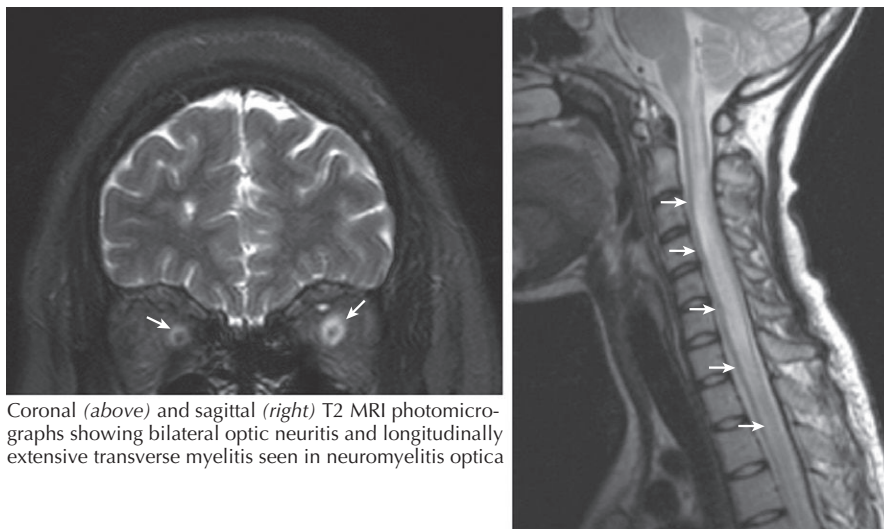 Coronal (above) and sagittal (right) T2 MRI photomicro-
graphs showing bilateral optic neuritis and longitudinally
extensive transverse myelitis seen in neuromyelitis optica